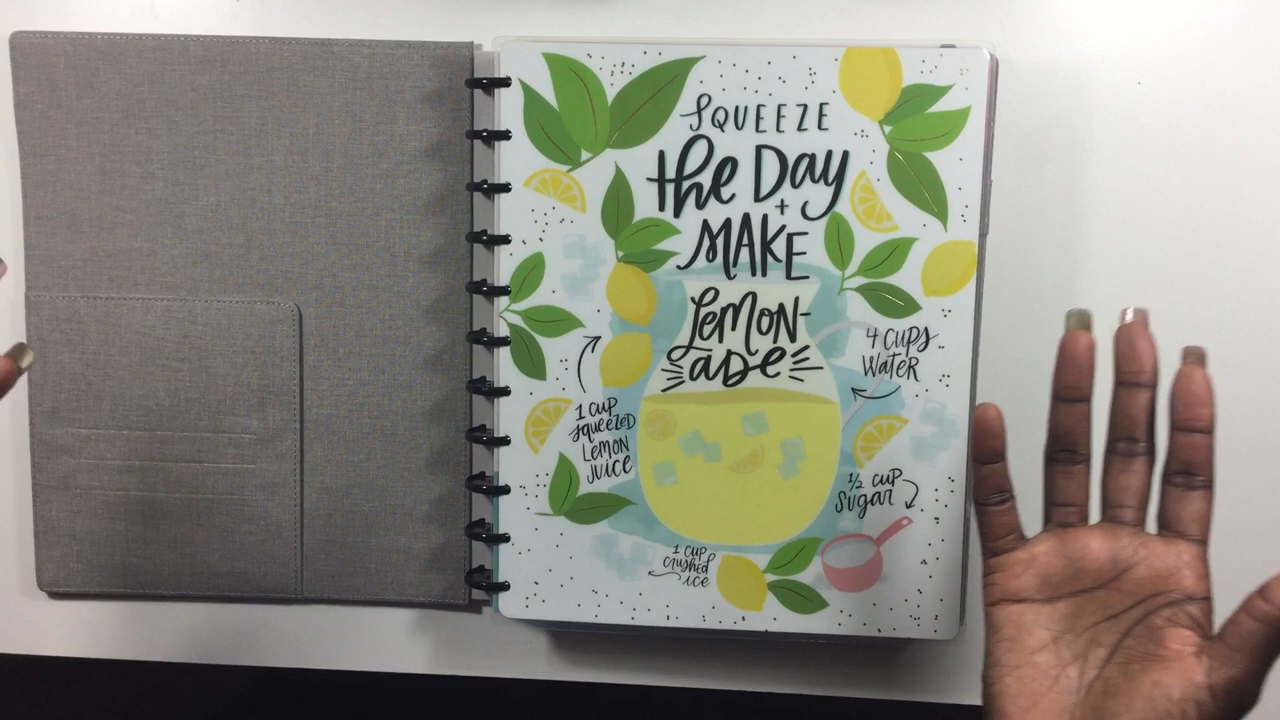 SQUEEZE
the Day
+
MAKE
Lemon-
ade
4 cups
Water
1 cup
squeezed
Lemon
juice
1/2 cup
Sugar
1 cup
crushed
ice